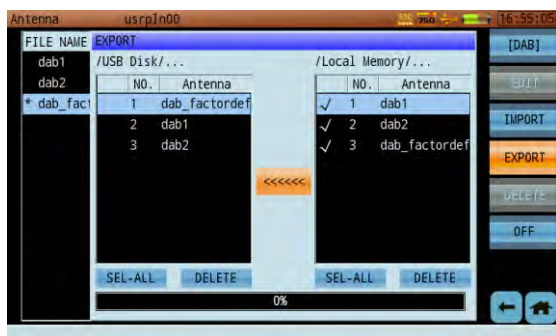 Antenna usrpIn00 16:55:05
FILE NAME EXPORT [DAB]
dab1 /USB Disk/... /Local Memory/...
dab2 NO. Antenna NO. Antenna EDIT
* dab_fact 1 dab_factordef ✓ 1 dab1
2 dab1 ✓ 2 dab2 IMPORT
3 dab2 ✓ 3 dab_factordef
EXPORT
<<<<<<
DELETE
OFF
SEL-ALL DELETE SEL-ALL DELETE
0%